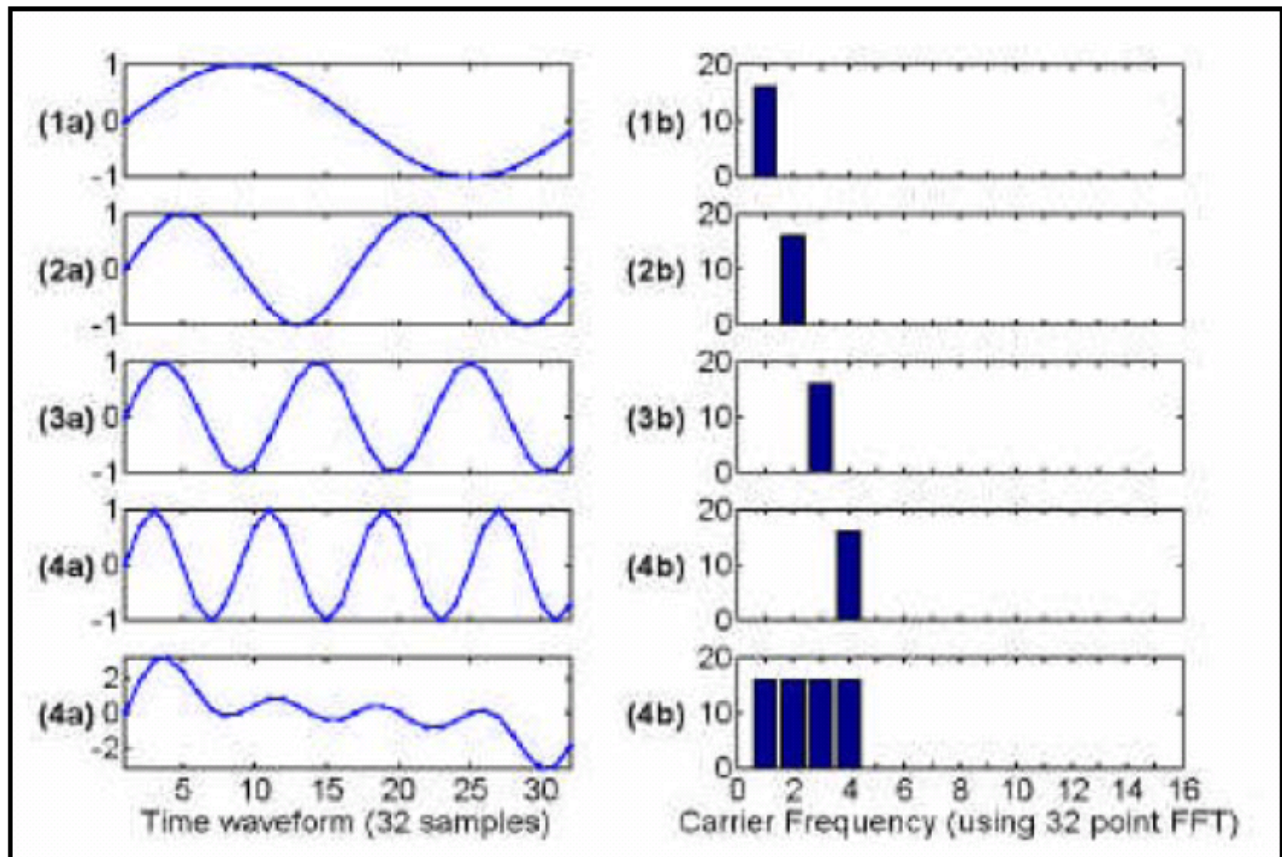 1
(1a) 0
-1
20
(1b) 10
0
1
(2a) 0
-1
20
(2b) 10
0
1
(3a) 0
-1
20
(3b) 10
0
1
(4a) 0
-1
20
(4b) 10
0
2
(4a) 0
-2
5 10 15 20 25 30
Time waveform (32 samples)
20
(4b) 10
0
0 2 4 6 8 10 12 14 16
Carrier Frequency (using 32 point FFT)